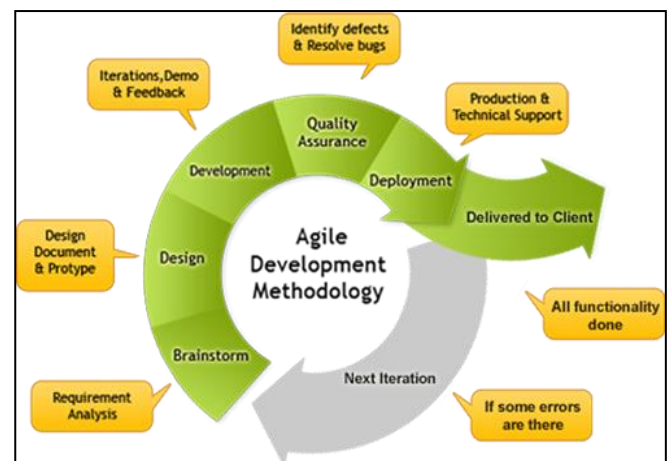 Identify defects
& Resolve bugs
Iterations,Demo
& Feedback
Production &
Technical Support
Quality
Assurance
Development
Deployment
Delivered to Client
Design
Document
& Protype
Design
Agile
Development
Methodology
All functionality
done
Brainstorm
Next Iteration
Requirement
Analysis
If some errors
are there